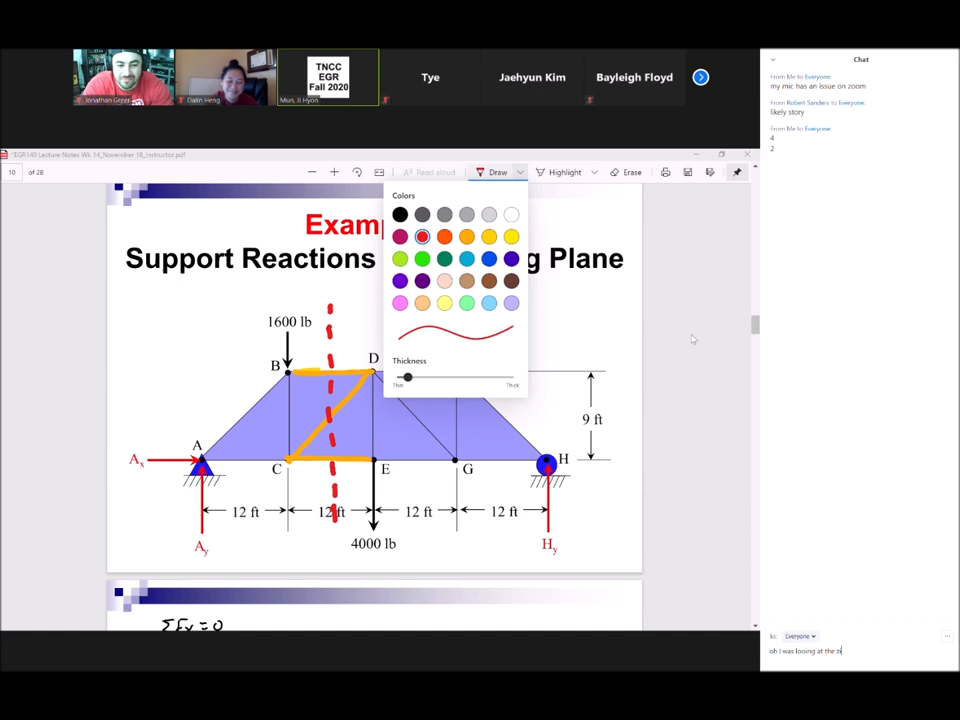 TNCC
EGR
Fall 2020
Tye
Jaehyun Kim
Bayleigh Floyd
Jonathan Greer
Dalin Heng
Mun, Ji Hyon
Chat
From Me to Everyone:
my mic has an issue on zoom
From Robert Sanders to Everyone:
likely story
From Me to Everyone:
4
2
*EGR140 Lecture Notes Wk 14_November 18_instructor.pdf
10 of 28
Read aloud
Draw
Highlight
Erase
Colors
Thickness
Thin
Thick
Exam
Support Reactions
g Plane
1600 lb
B
D
9 ft
A
Ax
C
E
G
H
12 ft
12 ft
12 ft
12 ft
Ay
4000 lb
Hy
ΣFy = 0
To: Everyone
oh I was looing at the zi